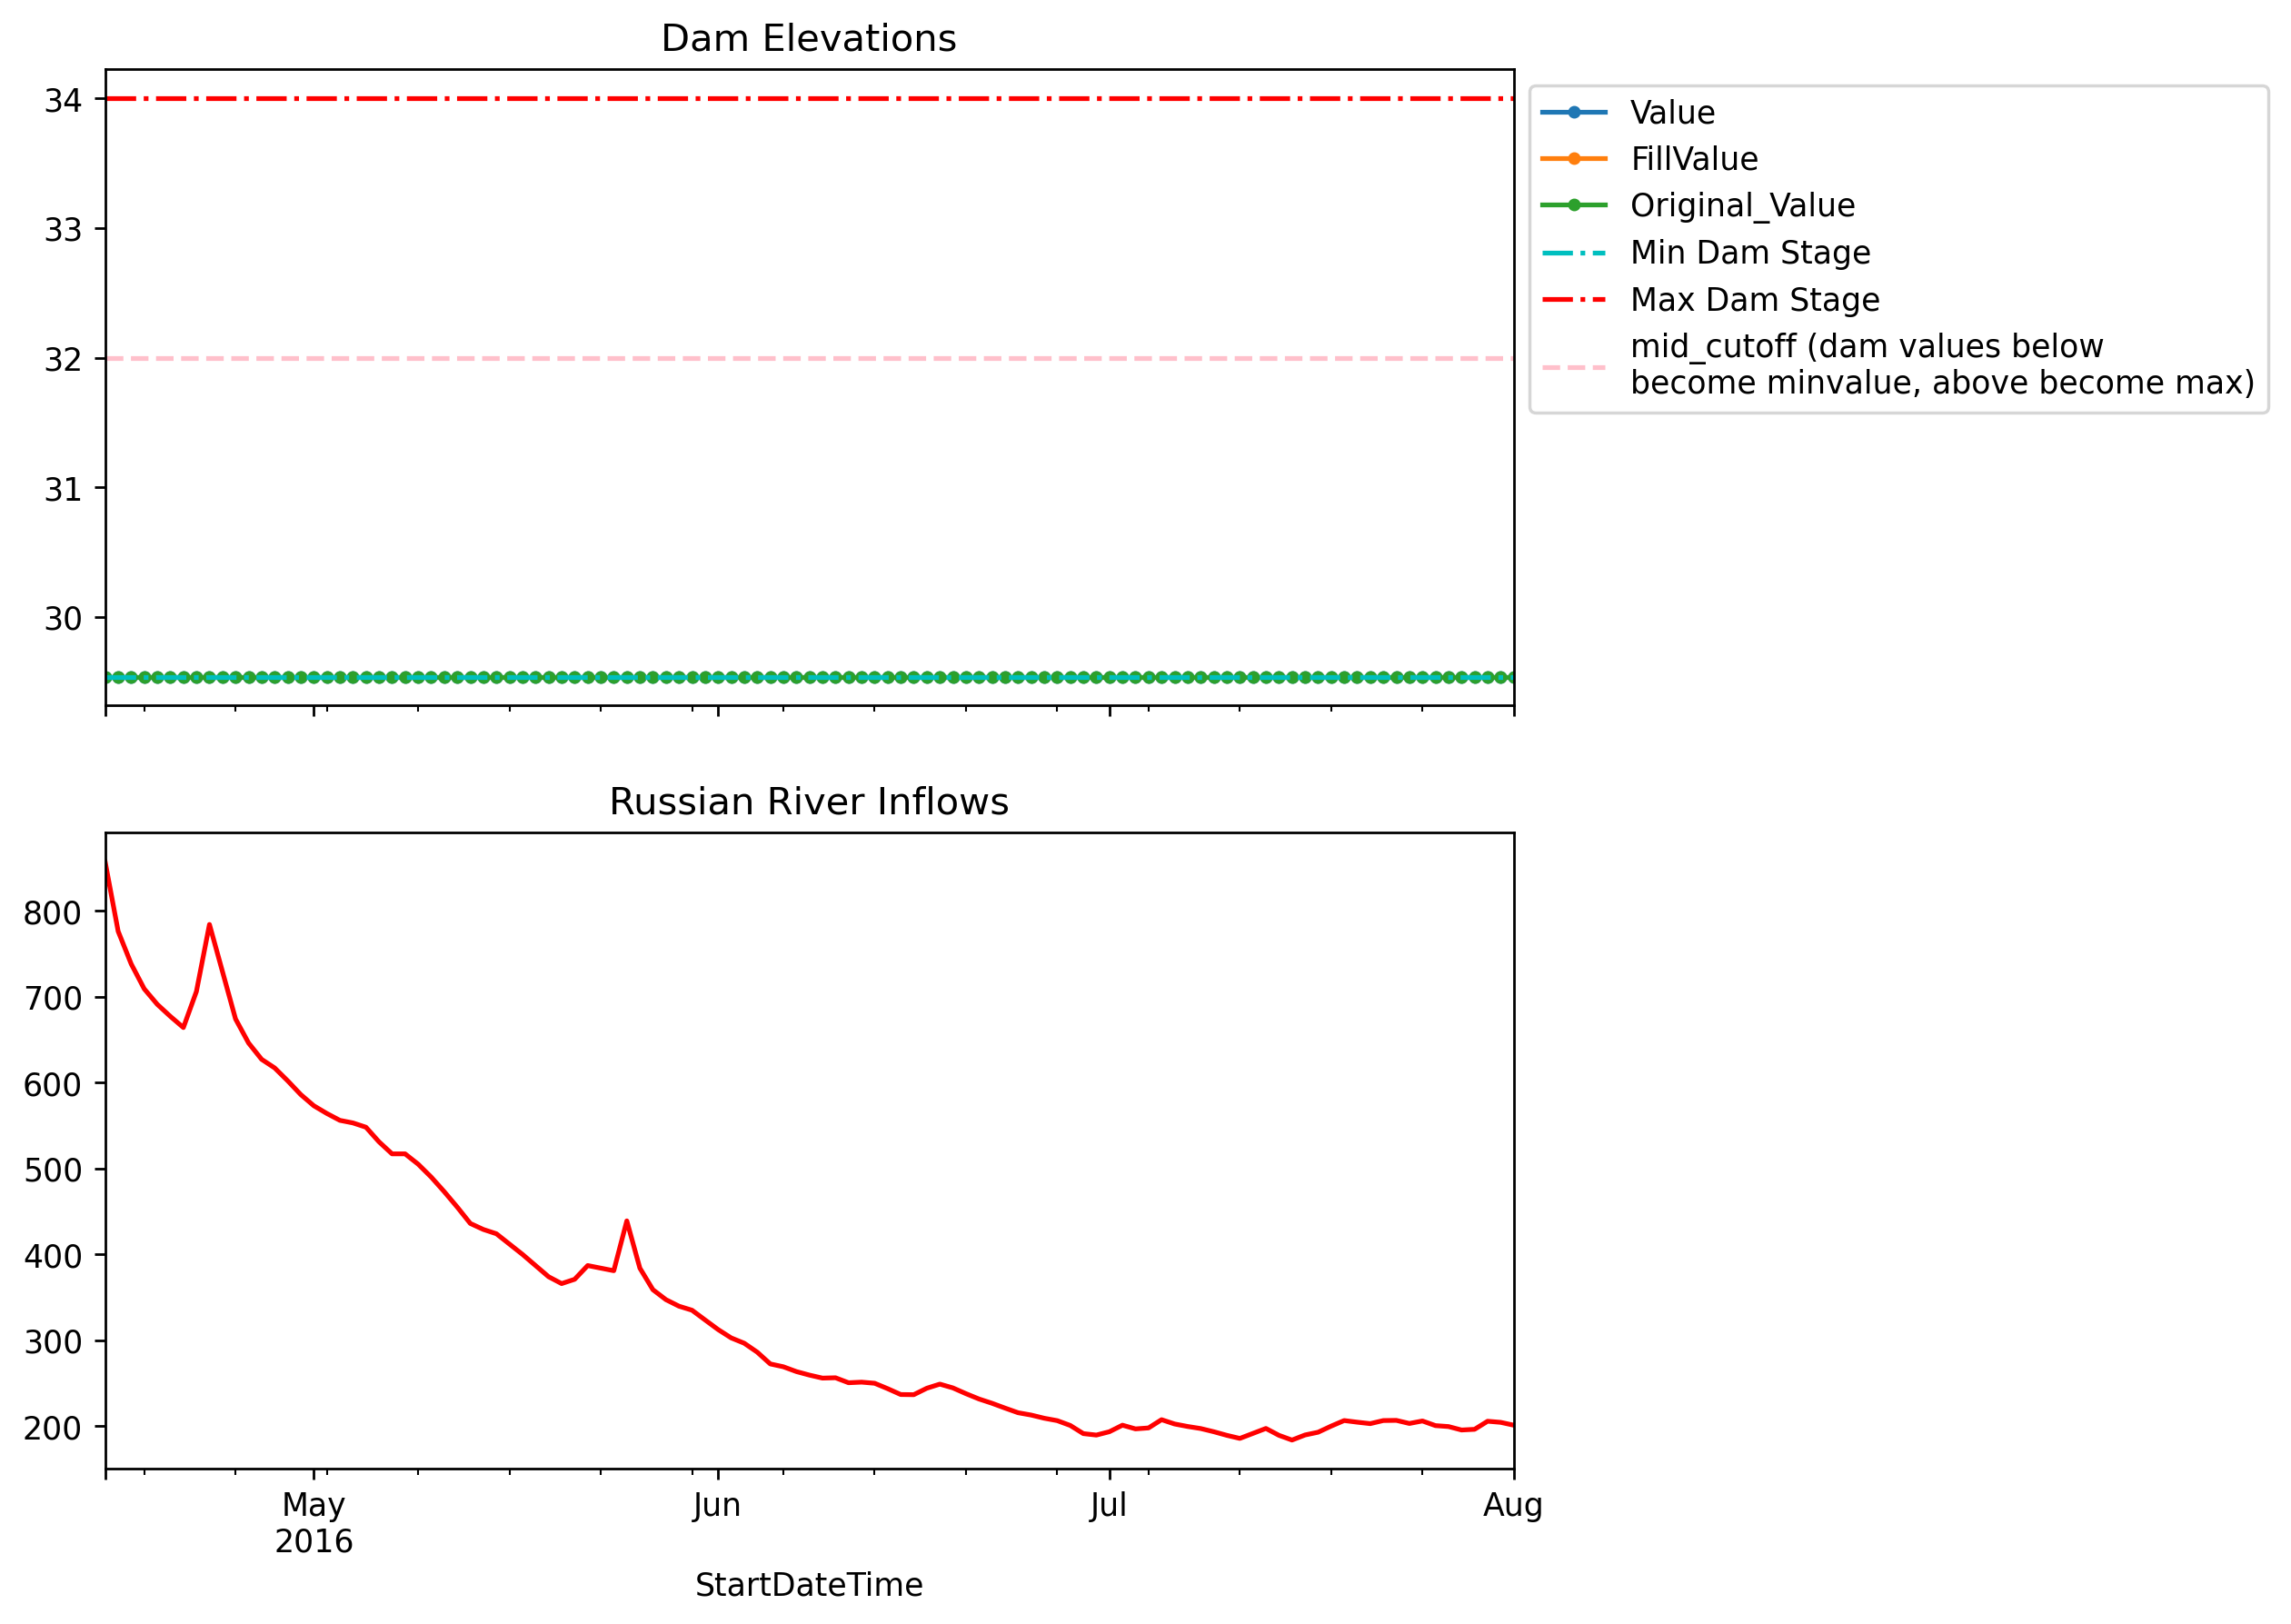 Dam Elevations
34
33
32
31
30
Value
FillValue
Original_Value
Min Dam Stage
Max Dam Stage
mid_cutoff (dam values below
become minvalue, above become max)
Russian River Inflows
800
700
600
500
400
300
200
May
2016
Jun
Jul
Aug
StartDateTime